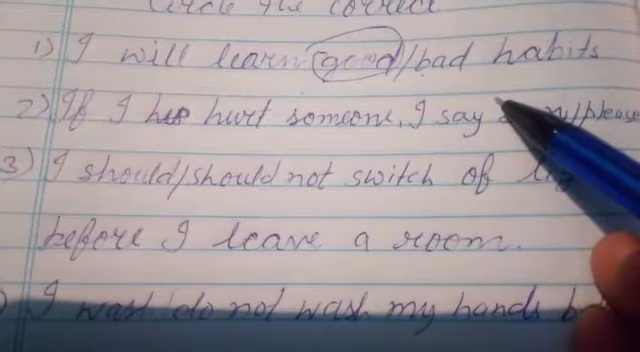 Circle the correct
1) I will learn good/bad habits
2) If I hurt someone, I say /please
3) I should/should not switch of
before I leave a room.
I wash/do not wash my hands